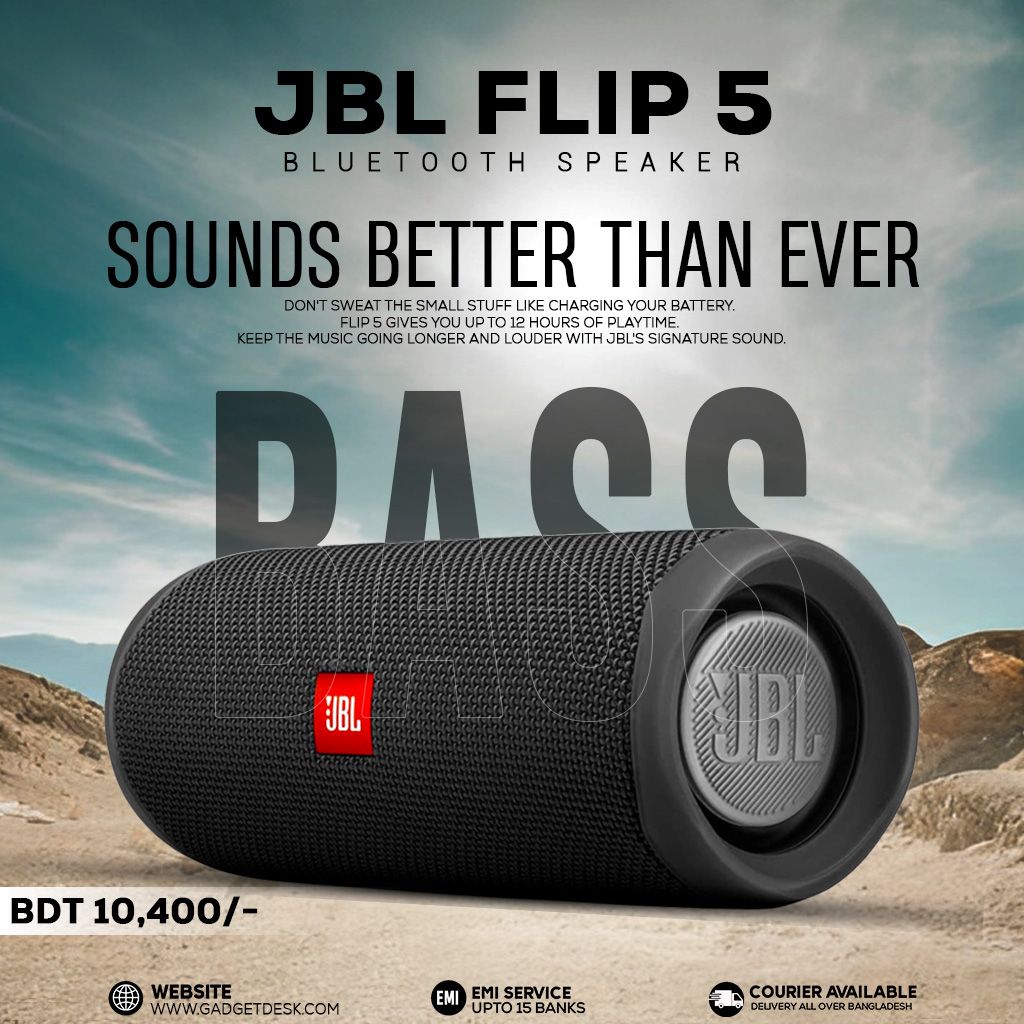 JBL FLIP 5
BLUETOOTH SPEAKER
SOUNDS BETTER THAN EVER
DON'T SWEAT THE SMALL STUFF LIKE CHARGING YOUR BATTERY.
FLIP 5 GIVES YOU UP TO 12 HOURS OF PLAYTIME.
KEEP THE MUSIC GOING LONGER AND LOUDER WITH JBL'S SIGNATURE SOUND.
BASS
JBL
JBL
BDT 10,400/-
WEBSITE
WWW.GADGETDESK.COM
EMI
EMI SERVICE
UPTO 15 BANKS
COURIER AVAILABLE
DELIVERY ALL OVER BANGLADESH